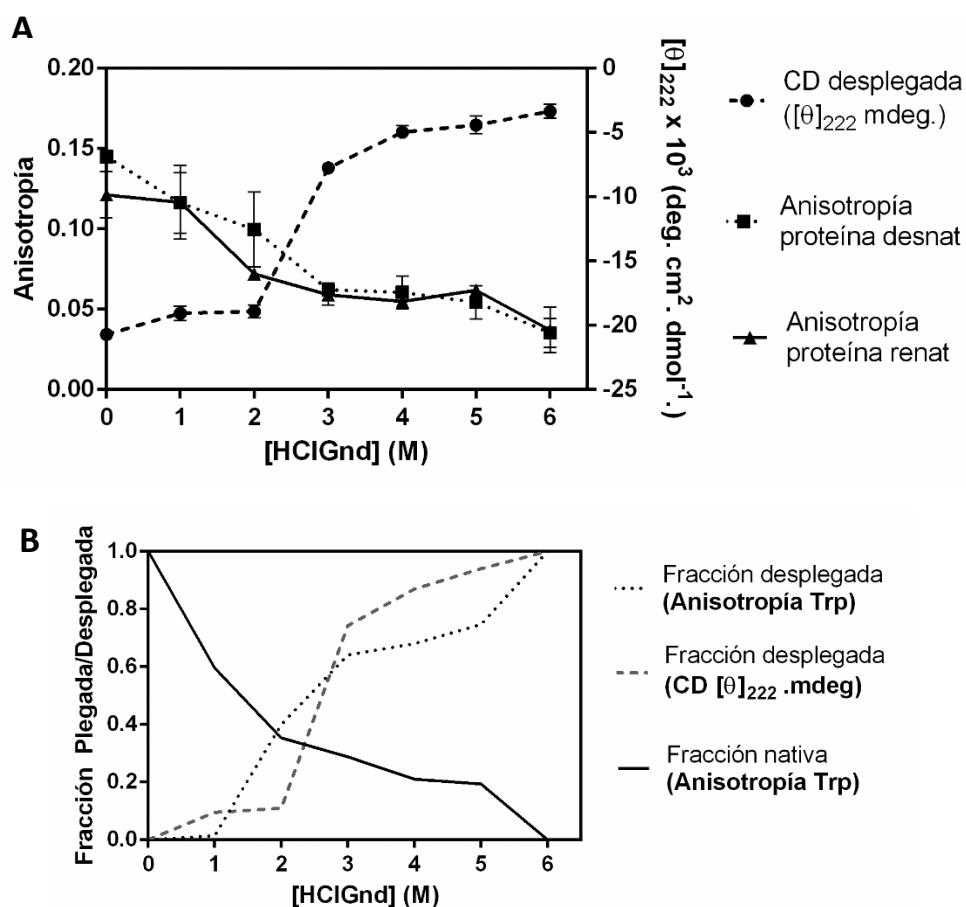 A
Anisotropía
0.20
0.15
0.10
0.05
0.00
0
-5
-10
-15
-20
-25
[θ]222 x 10³ (deg. cm². dmol⁻¹.)
0 1 2 3 4 5 6
[HClGnd] (M)
CD desplegada
([θ]222 mdeg.)
Anisotropía
proteína desnat
Anisotropía
proteína renat
B
Fracción Plegada/Desplegada
1.0
0.8
0.6
0.4
0.2
0.0
0 1 2 3 4 5 6
[HClGnd] (M)
Fracción desplegada
(Anisotropía Trp)
Fracción desplegada
(CD [θ]222 .mdeg)
Fracción nativa
(Anisotropía Trp)